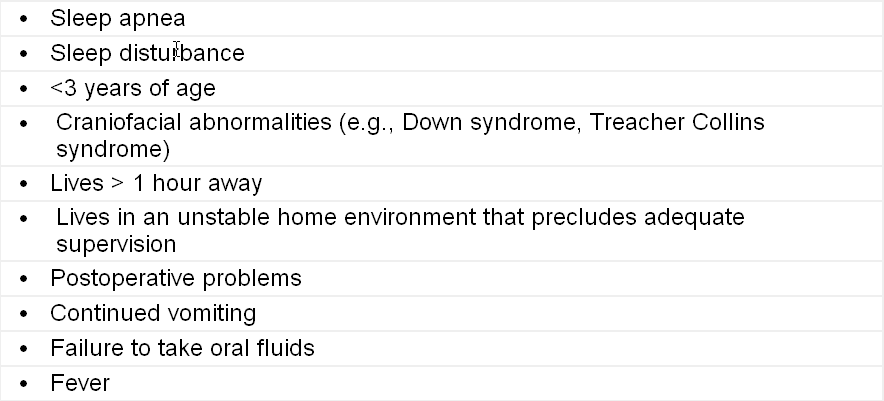 • Sleep apnea
• Sleep disturbance
• <3 years of age
• Craniofacial abnormalities (e.g., Down syndrome, Treacher Collins
syndrome)
• Lives > 1 hour away
• Lives in an unstable home environment that precludes adequate
supervision
• Postoperative problems
• Continued vomiting
• Failure to take oral fluids
• Fever